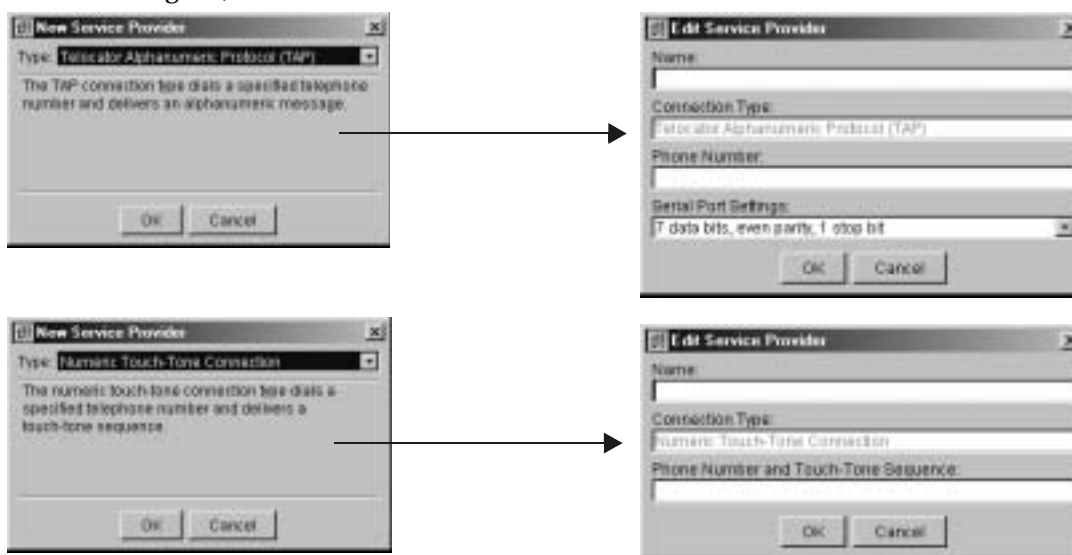 New Service Provider
Type: Telocator Alphanumeric Protocol (TAP)
The TAP connection type dials a specified telephone
number and delivers an alphanumeric message.
OK Cancel
Edit Service Provider
Name:
Connection Type:
Telocator Alphanumeric Protocol (TAP)
Phone Number:
Serial Port Settings:
7 data bits, even parity, 1 stop bit
OK Cancel
New Service Provider
Type: Numeric Touch-Tone Connection
The numeric touch-tone connection type dials a
specified telephone number and delivers a
touch-tone sequence.
OK Cancel
Edit Service Provider
Name:
Connection Type:
Numeric Touch-Tone Connection
Phone Number and Touch-Tone Sequence:
OK Cancel